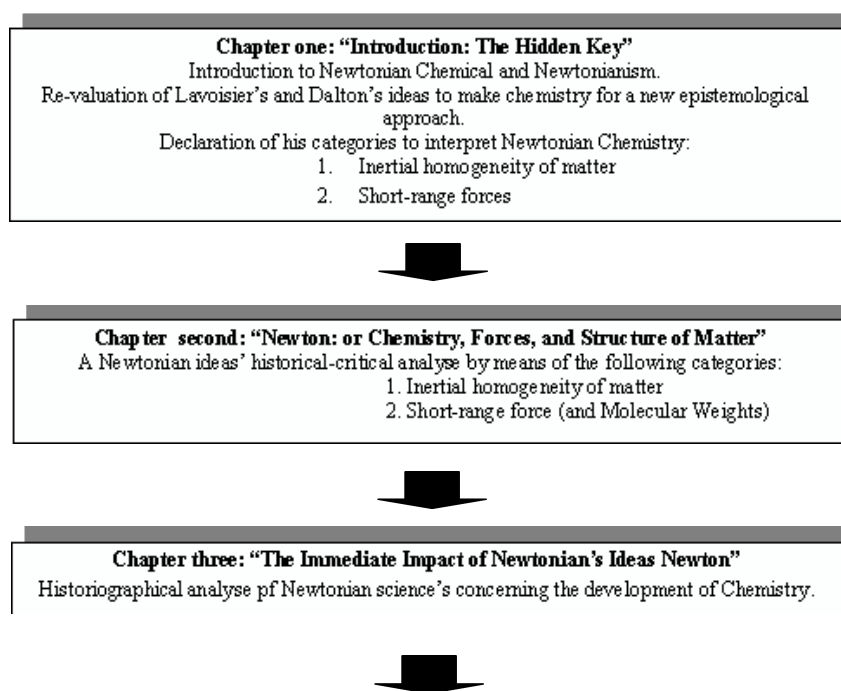 Chapter one: “Introduction: The Hidden Key”
Introduction to Newtonian Chemical and Newtonianism.
Re-valuation of Lavoisier’s and Dalton’s ideas to make chemistry for a new epistemological
approach.
Declaration of his categories to interpret Newtonian Chemistry:
1. Inertial homogeneity of matter
2. Short-range forces
Chapter second: “Newton: or Chemistry, Forces, and Structure of Matter”
A Newtonian ideas’ historical-critical analyse by means of the following categories:
1. Inertial homogeneity of matter
2. Short-range force (and Molecular Weights)
Chapter three: “The Immediate Impact of Newtonian’s Ideas Newton”
Historiographical analyse pf Newtonian science’s concerning the development of Chemistry.